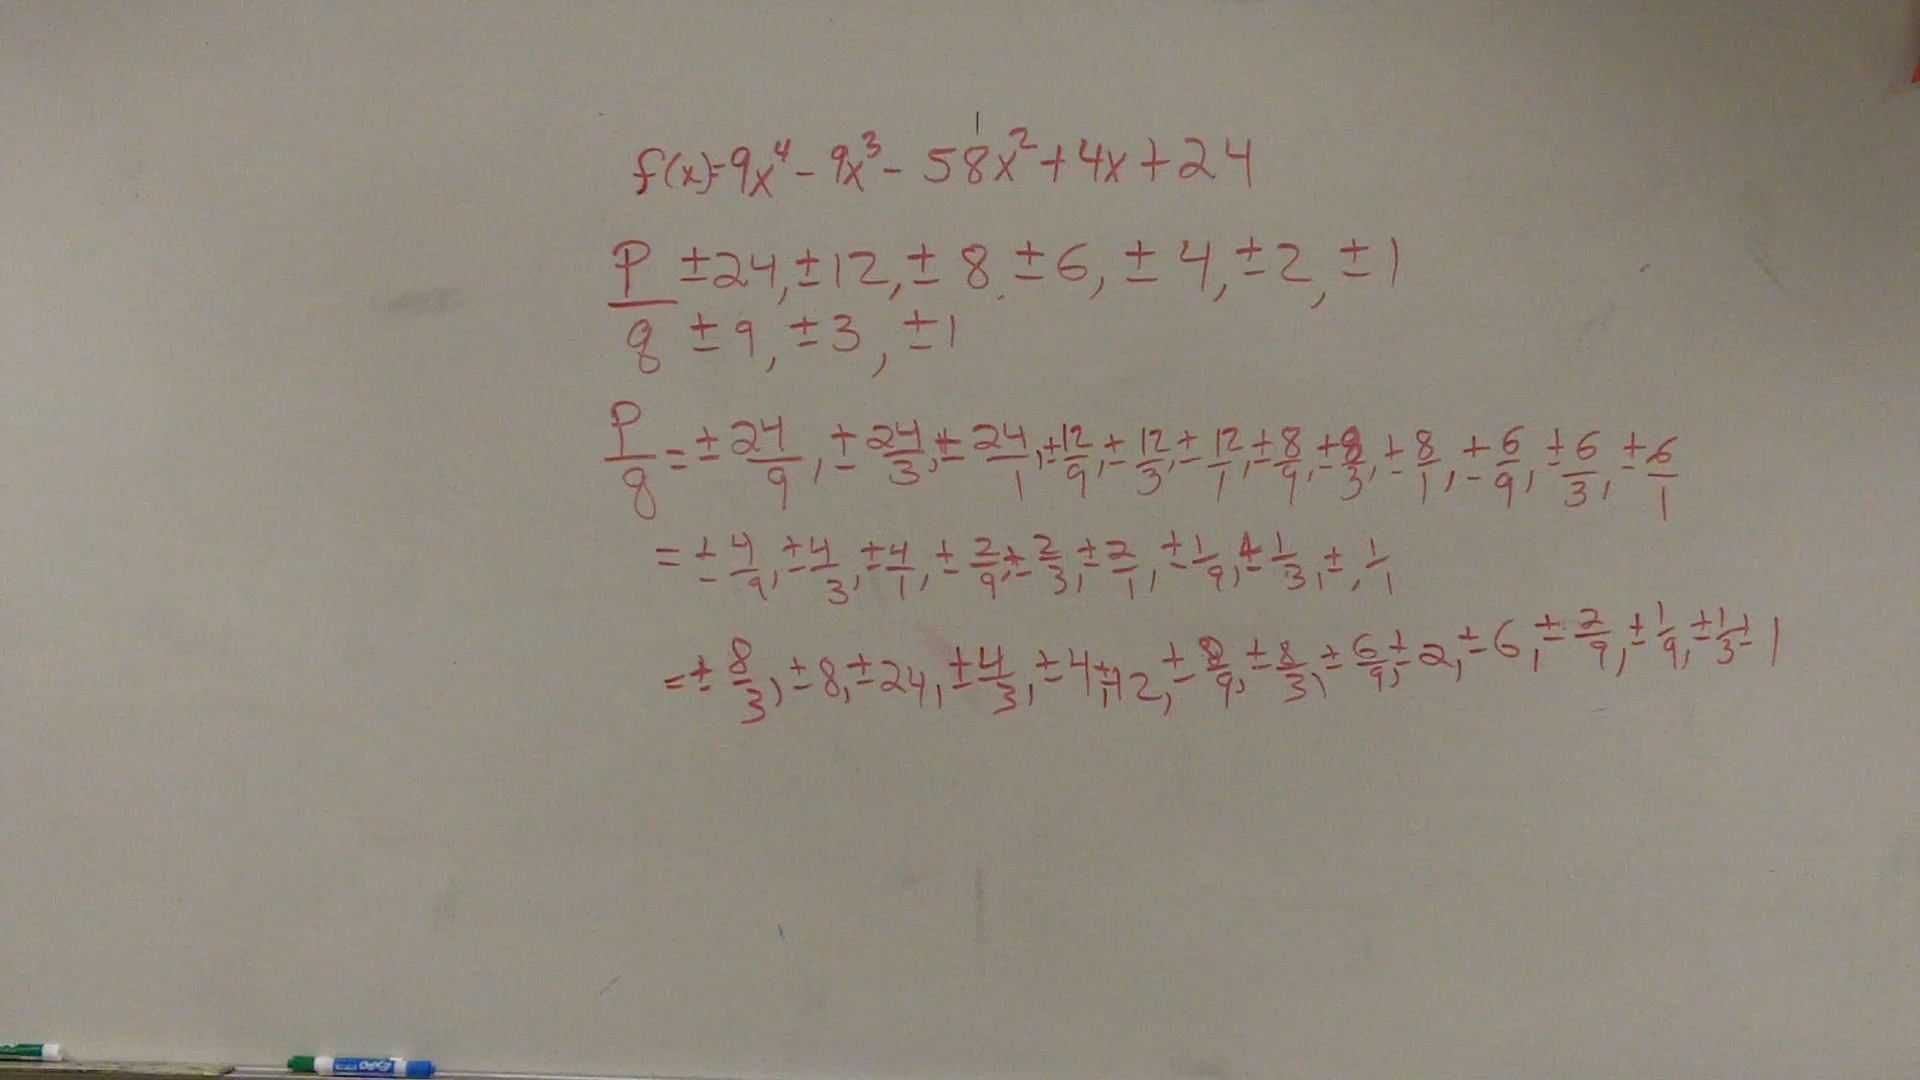 f(x)=9x⁴-9x³-58x²+4x+24
P ±24,±12,±8,±6,±4,±2,±1
q ±9,±3,±1
P/q=±24/9,±24/3,±24/1,±12/9,±12/3,±12/1,±8/9,±8/3,±8/1,±6/9,±6/3,±6/1
=±4/9,±4/3,±4/1,±2/9,±2/3,±2/1,±1/9,±1/3,±,1/1
=±8/3,±8,±24,±4/3,±4,±12,±8/9,±8/3,±6/9,±2,±6,±2/9,±1/9,±1/3±1
EXPO